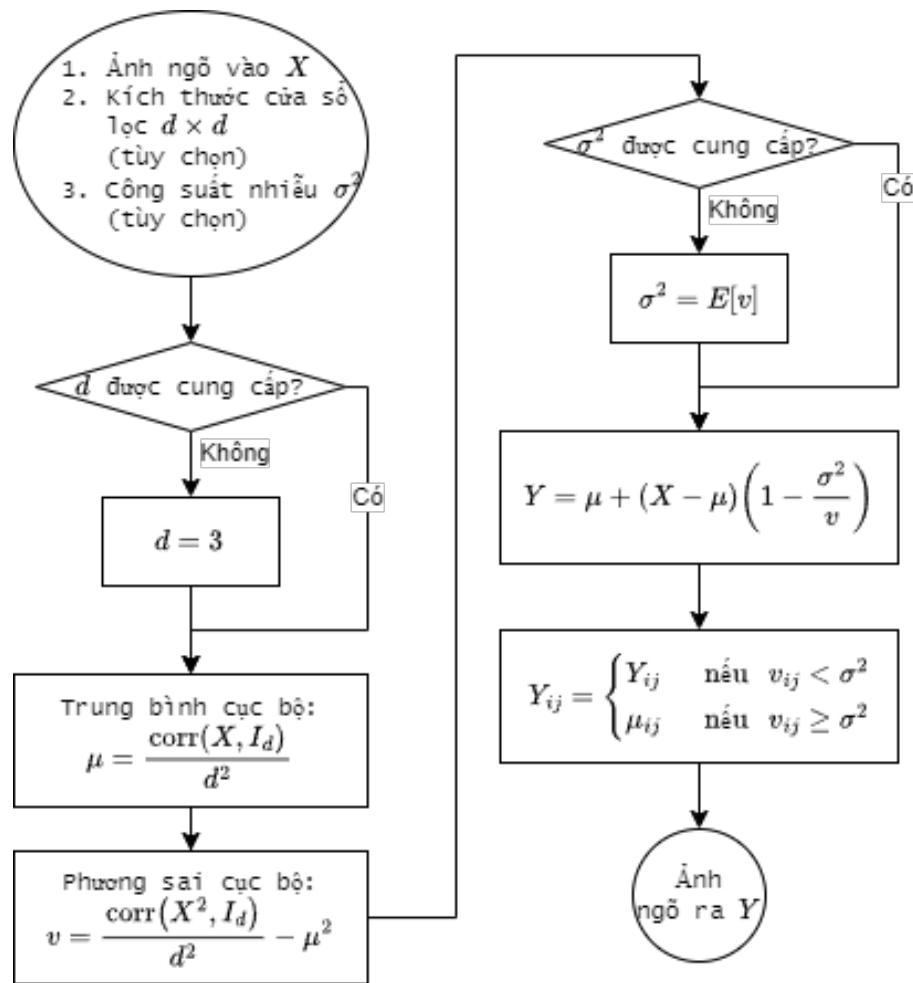 1. Ảnh ngõ vào X
2. Kích thước cửa sổ
lọc d × d
(tùy chọn)
3. Công suất nhiễu σ²
(tùy chọn)
d được cung cấp?
Không
Có
d = 3
Trung bình cục bộ:
μ = corr(X, I_d) / d²
Phương sai cục bộ:
v = corr(X², I_d) / d² − μ²
σ² được cung cấp?
Không
Có
σ² = E[v]
Y = μ + (X − μ)(1 − σ²/v)
Y_ij = { Y_ij nếu v_ij < σ²
μ_ij nếu v_ij ≥ σ²
Ảnh
ngõ ra Y